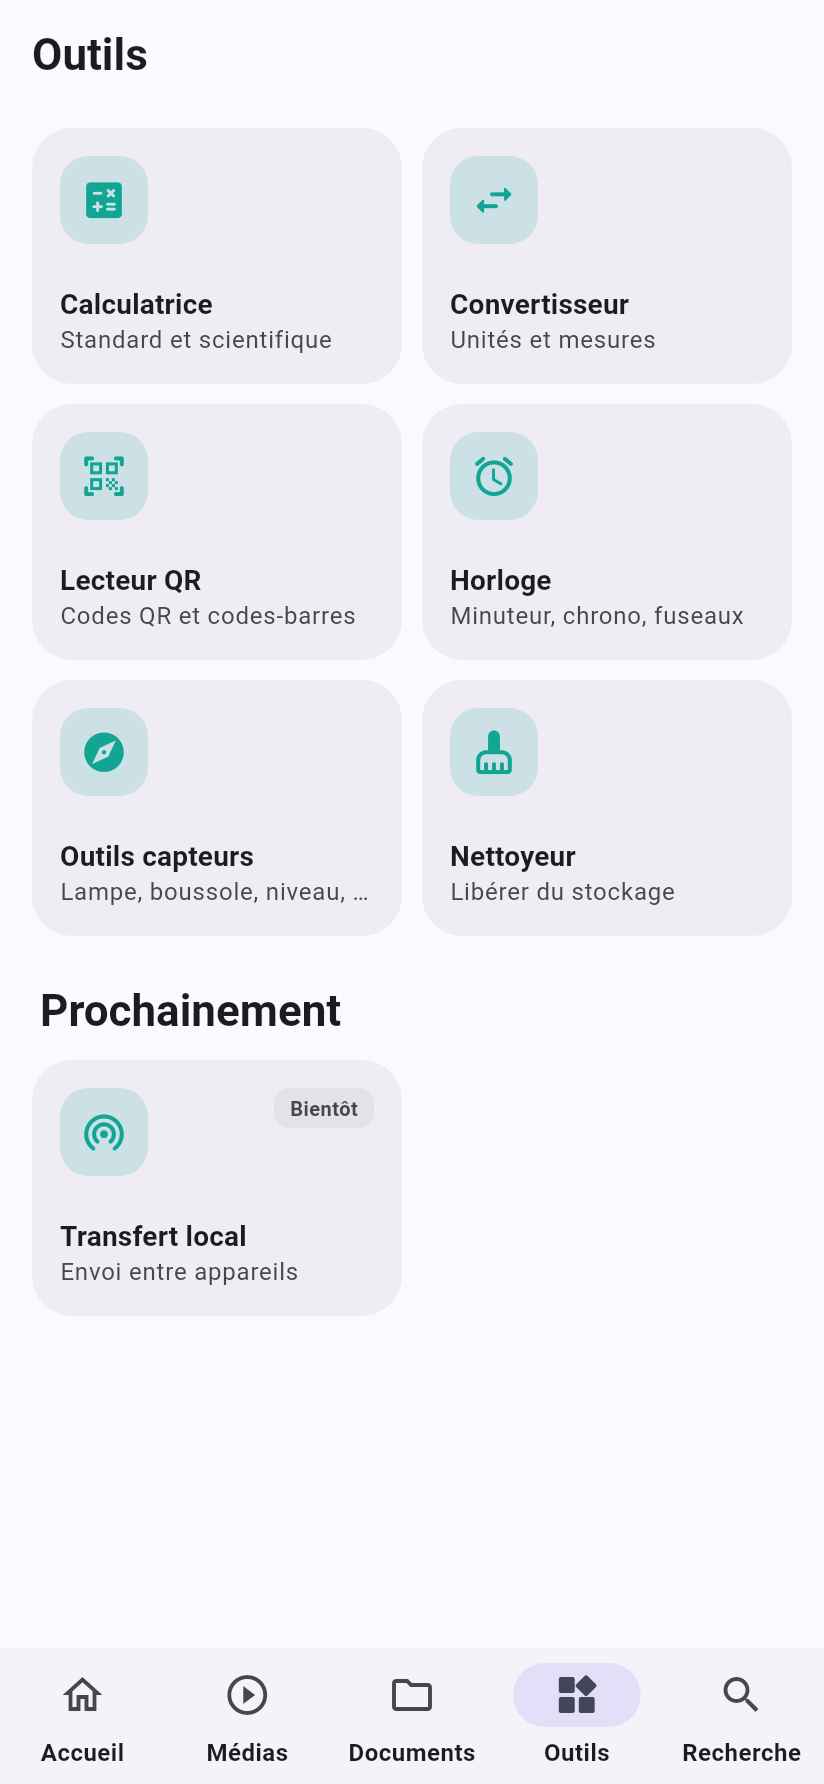 Outils
Calculatrice
Standard et scientifique
Convertisseur
Unités et mesures
Lecteur QR
Codes QR et codes-barres
Horloge
Minuteur, chrono, fuseaux
Outils capteurs
Lampe, boussole, niveau, ...
Nettoyeur
Libérer du stockage
Prochainement
Bientôt
Transfert local
Envoi entre appareils
Accueil
Médias
Documents
Outils
Recherche